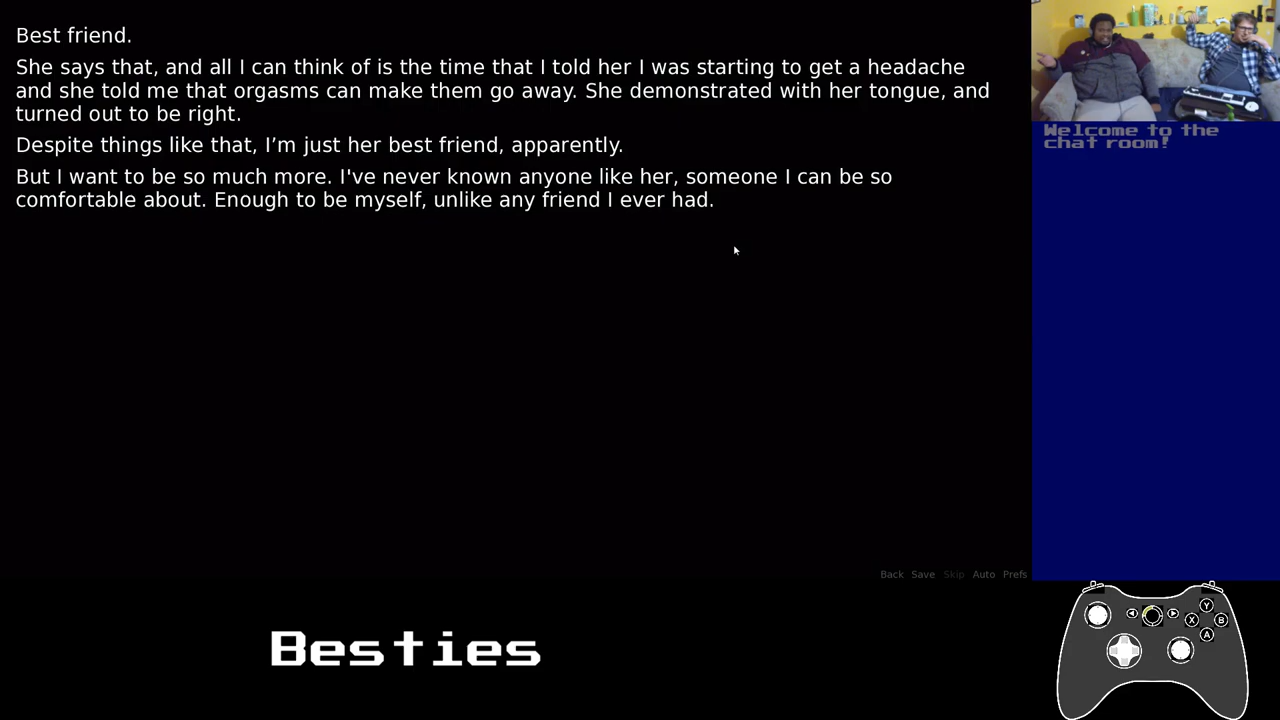 Best friend.
She says that, and all I can think of is the time that I told her I was starting to get a headache
and she told me that orgasms can make them go away. She demonstrated with her tongue, and
turned out to be right.
Despite things like that, I’m just her best friend, apparently.
But I want to be so much more. I've never known anyone like her, someone I can be so
comfortable about. Enough to be myself, unlike any friend I ever had.
Welcome to the
chat room!
Back Save Skip Auto Prefs
Besties
Y
X B
A